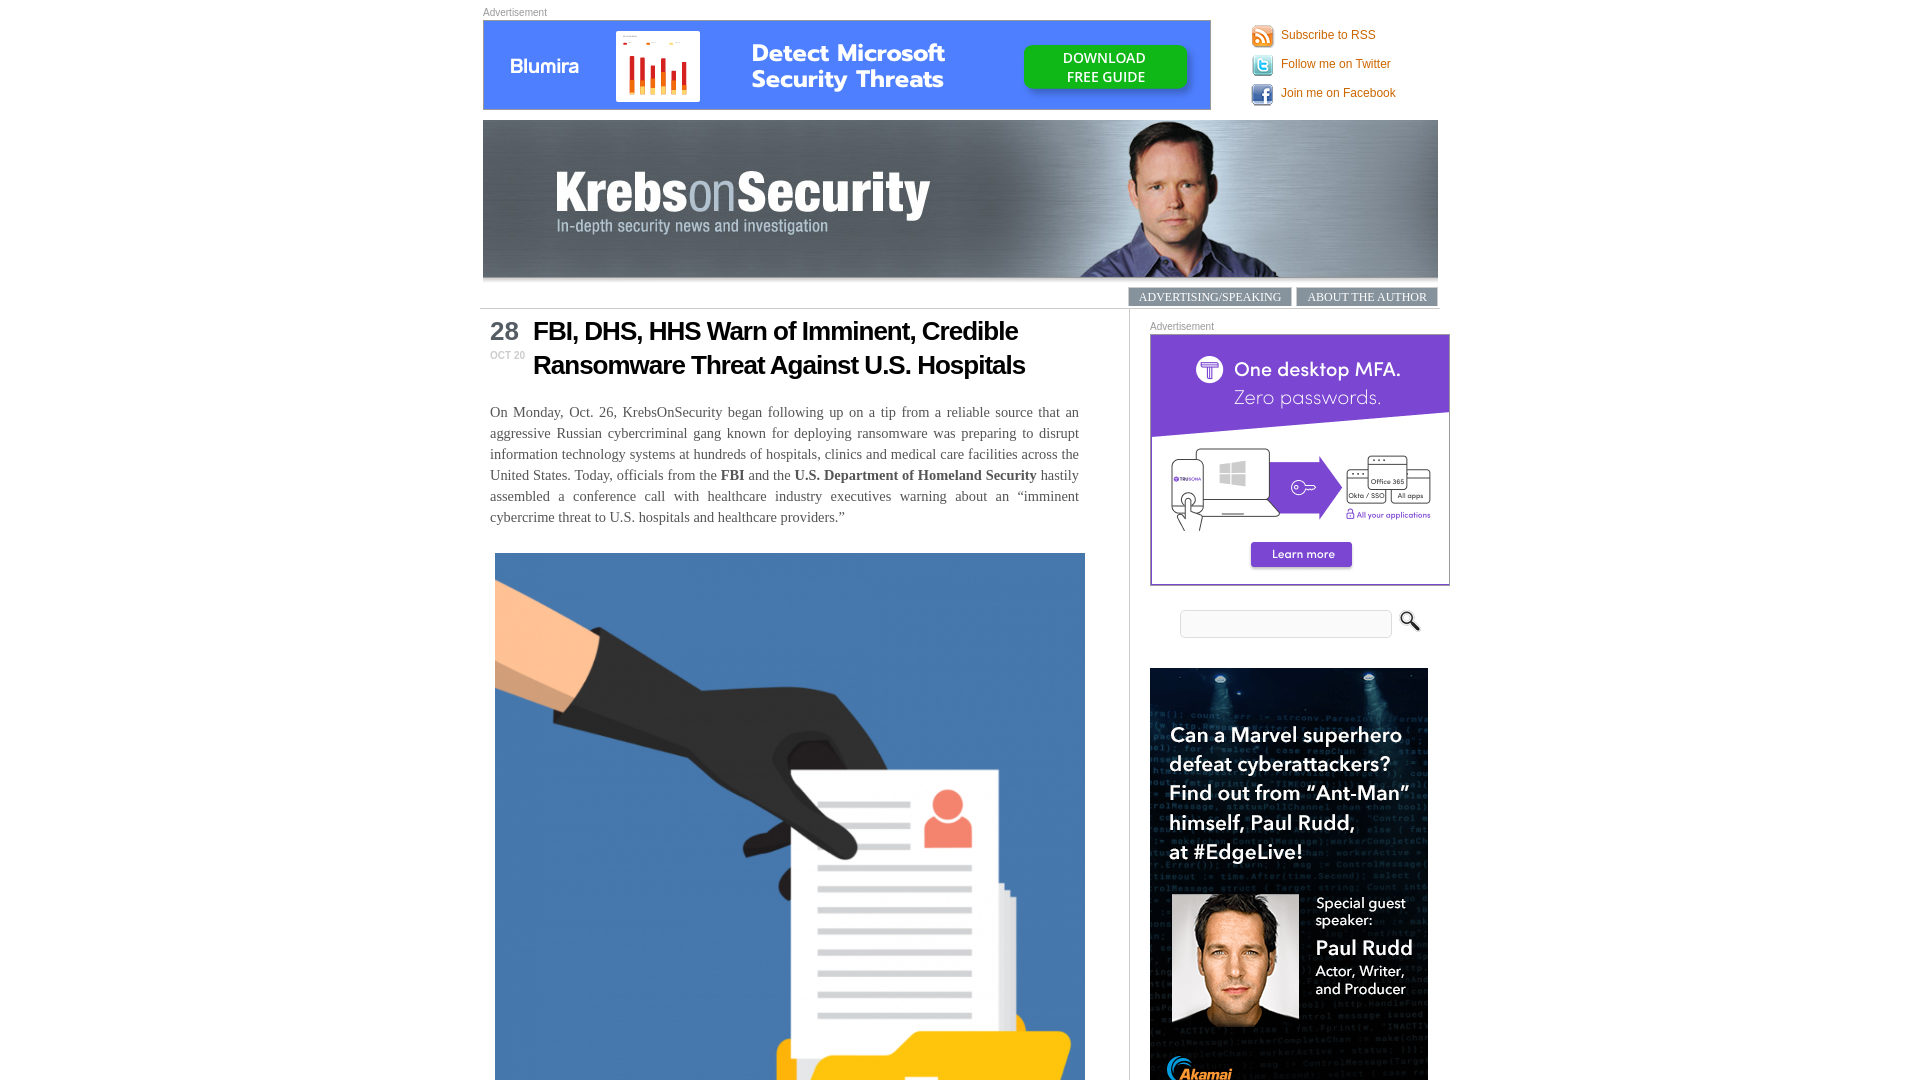 Advertisement
Blumira
Detect Microsoft
Security Threats
DOWNLOAD
FREE GUIDE
Subscribe to RSS
Follow me on Twitter
Join me on Facebook
KrebsonSecurity
In-depth security news and investigation
ADVERTISING/SPEAKING
ABOUT THE AUTHOR
28
OCT 20
FBI, DHS, HHS Warn of Imminent, Credible
Ransomware Threat Against U.S. Hospitals
On Monday, Oct. 26, KrebsOnSecurity began following up on a tip from a reliable source that an
aggressive Russian cybercriminal gang known for deploying ransomware was preparing to disrupt
information technology systems at hundreds of hospitals, clinics and medical care facilities across the
United States. Today, officials from the FBI and the U.S. Department of Homeland Security hastily
assembled a conference call with healthcare industry executives warning about an “imminent
cybercrime threat to U.S. hospitals and healthcare providers.”
Advertisement
One desktop MFA.
Zero passwords.
TRUSONA
Office 365
Okta / SSO
All apps
All your applications
Learn more
Can a Marvel superhero
defeat cyberattackers?
Find out from “Ant-Man”
himself, Paul Rudd,
at #EdgeLive!
Special guest
speaker:
Paul Rudd
Actor, Writer,
and Producer
Akamai